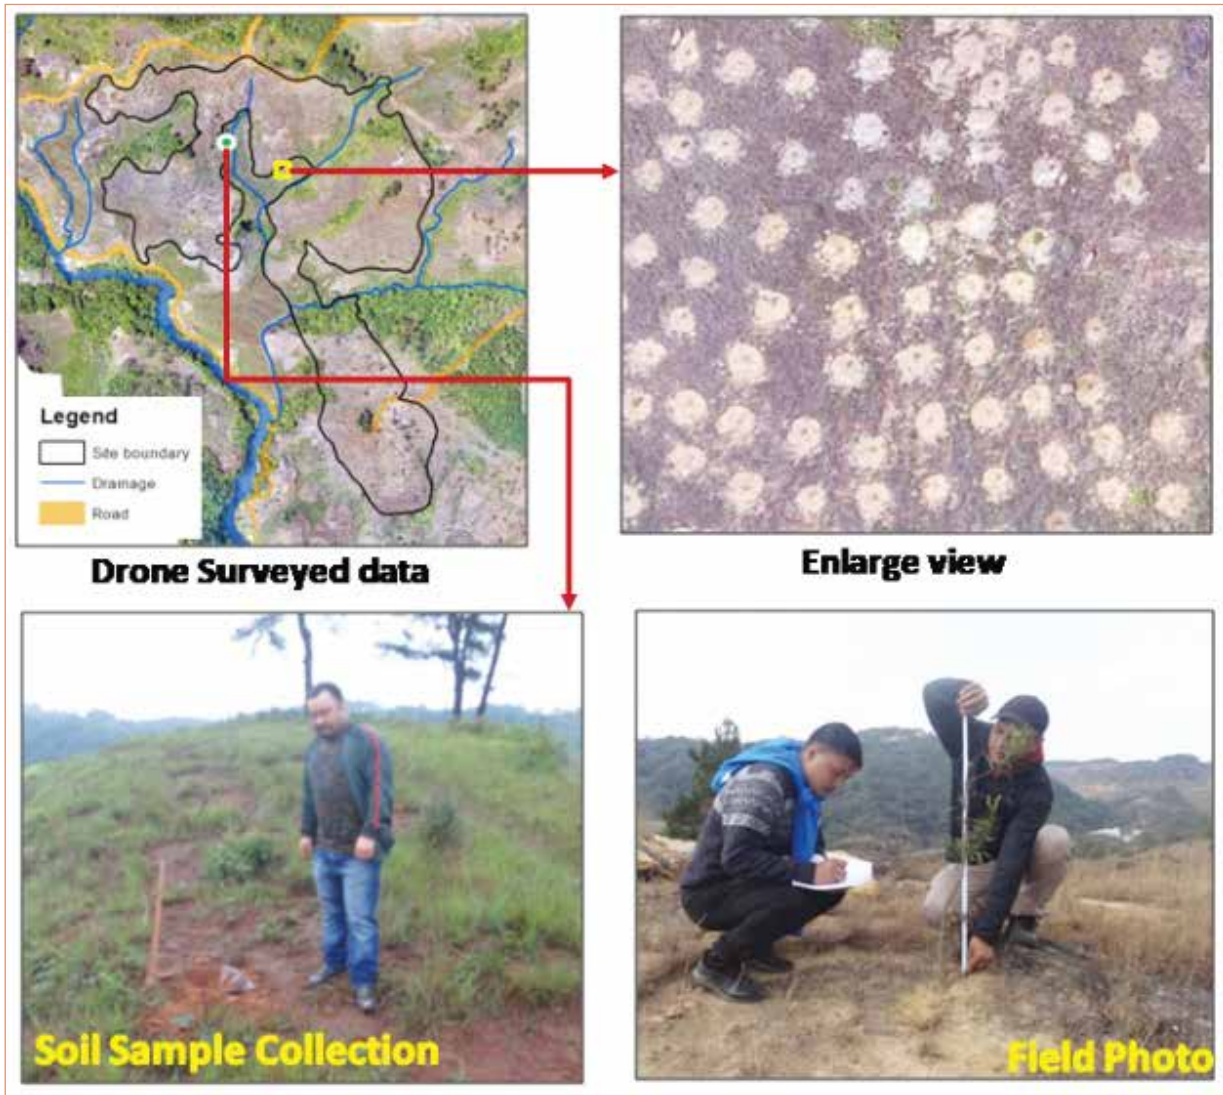 Legend
Site boundary
Drainage
Road
Drone Surveyed data
Enlarge view
Soil Sample Collection
Field Photo